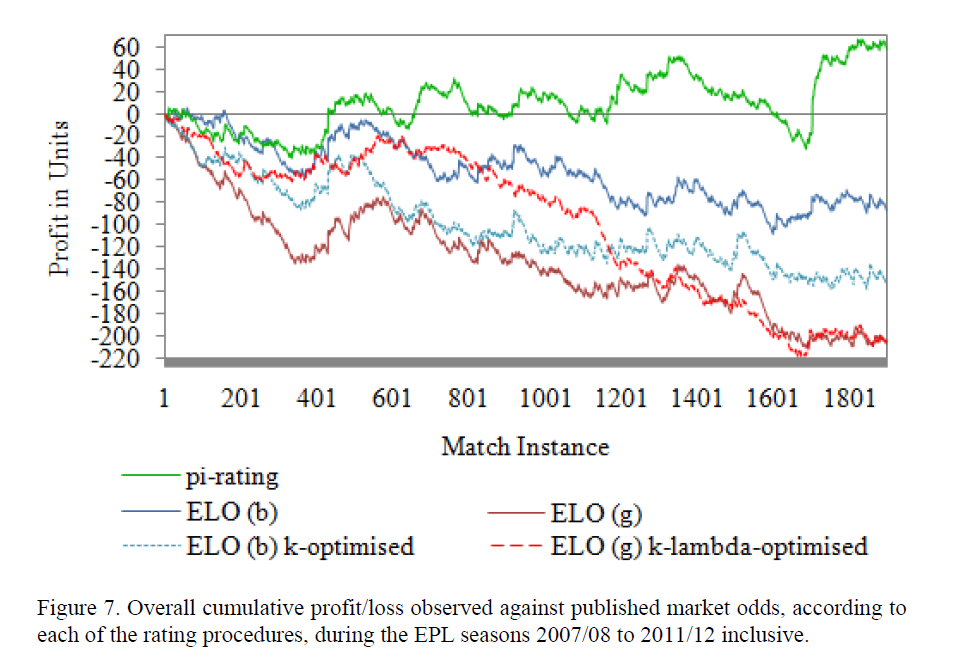 60
40
20
0
-20
-40
-60
-80
-100
-120
-140
-160
-180
-200
-220
Profit in Units
1 201 401 601 801 1001 1201 1401 1601 1801
Match Instance
pi-rating
ELO (b) ELO (g)
ELO (b) k-optimised ELO (g) k-lambda-optimised
Figure 7. Overall cumulative profit/loss observed against published market odds, according to
each of the rating procedures, during the EPL seasons 2007/08 to 2011/12 inclusive.